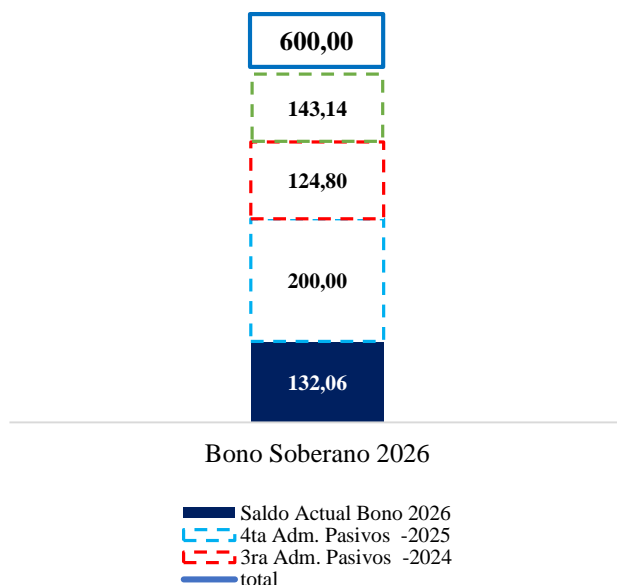 600,00
143,14
124,80
200,00
132,06
Bono Soberano 2026
Saldo Actual Bono 2026
4ta Adm. Pasivos -2025
3ra Adm. Pasivos -2024
total